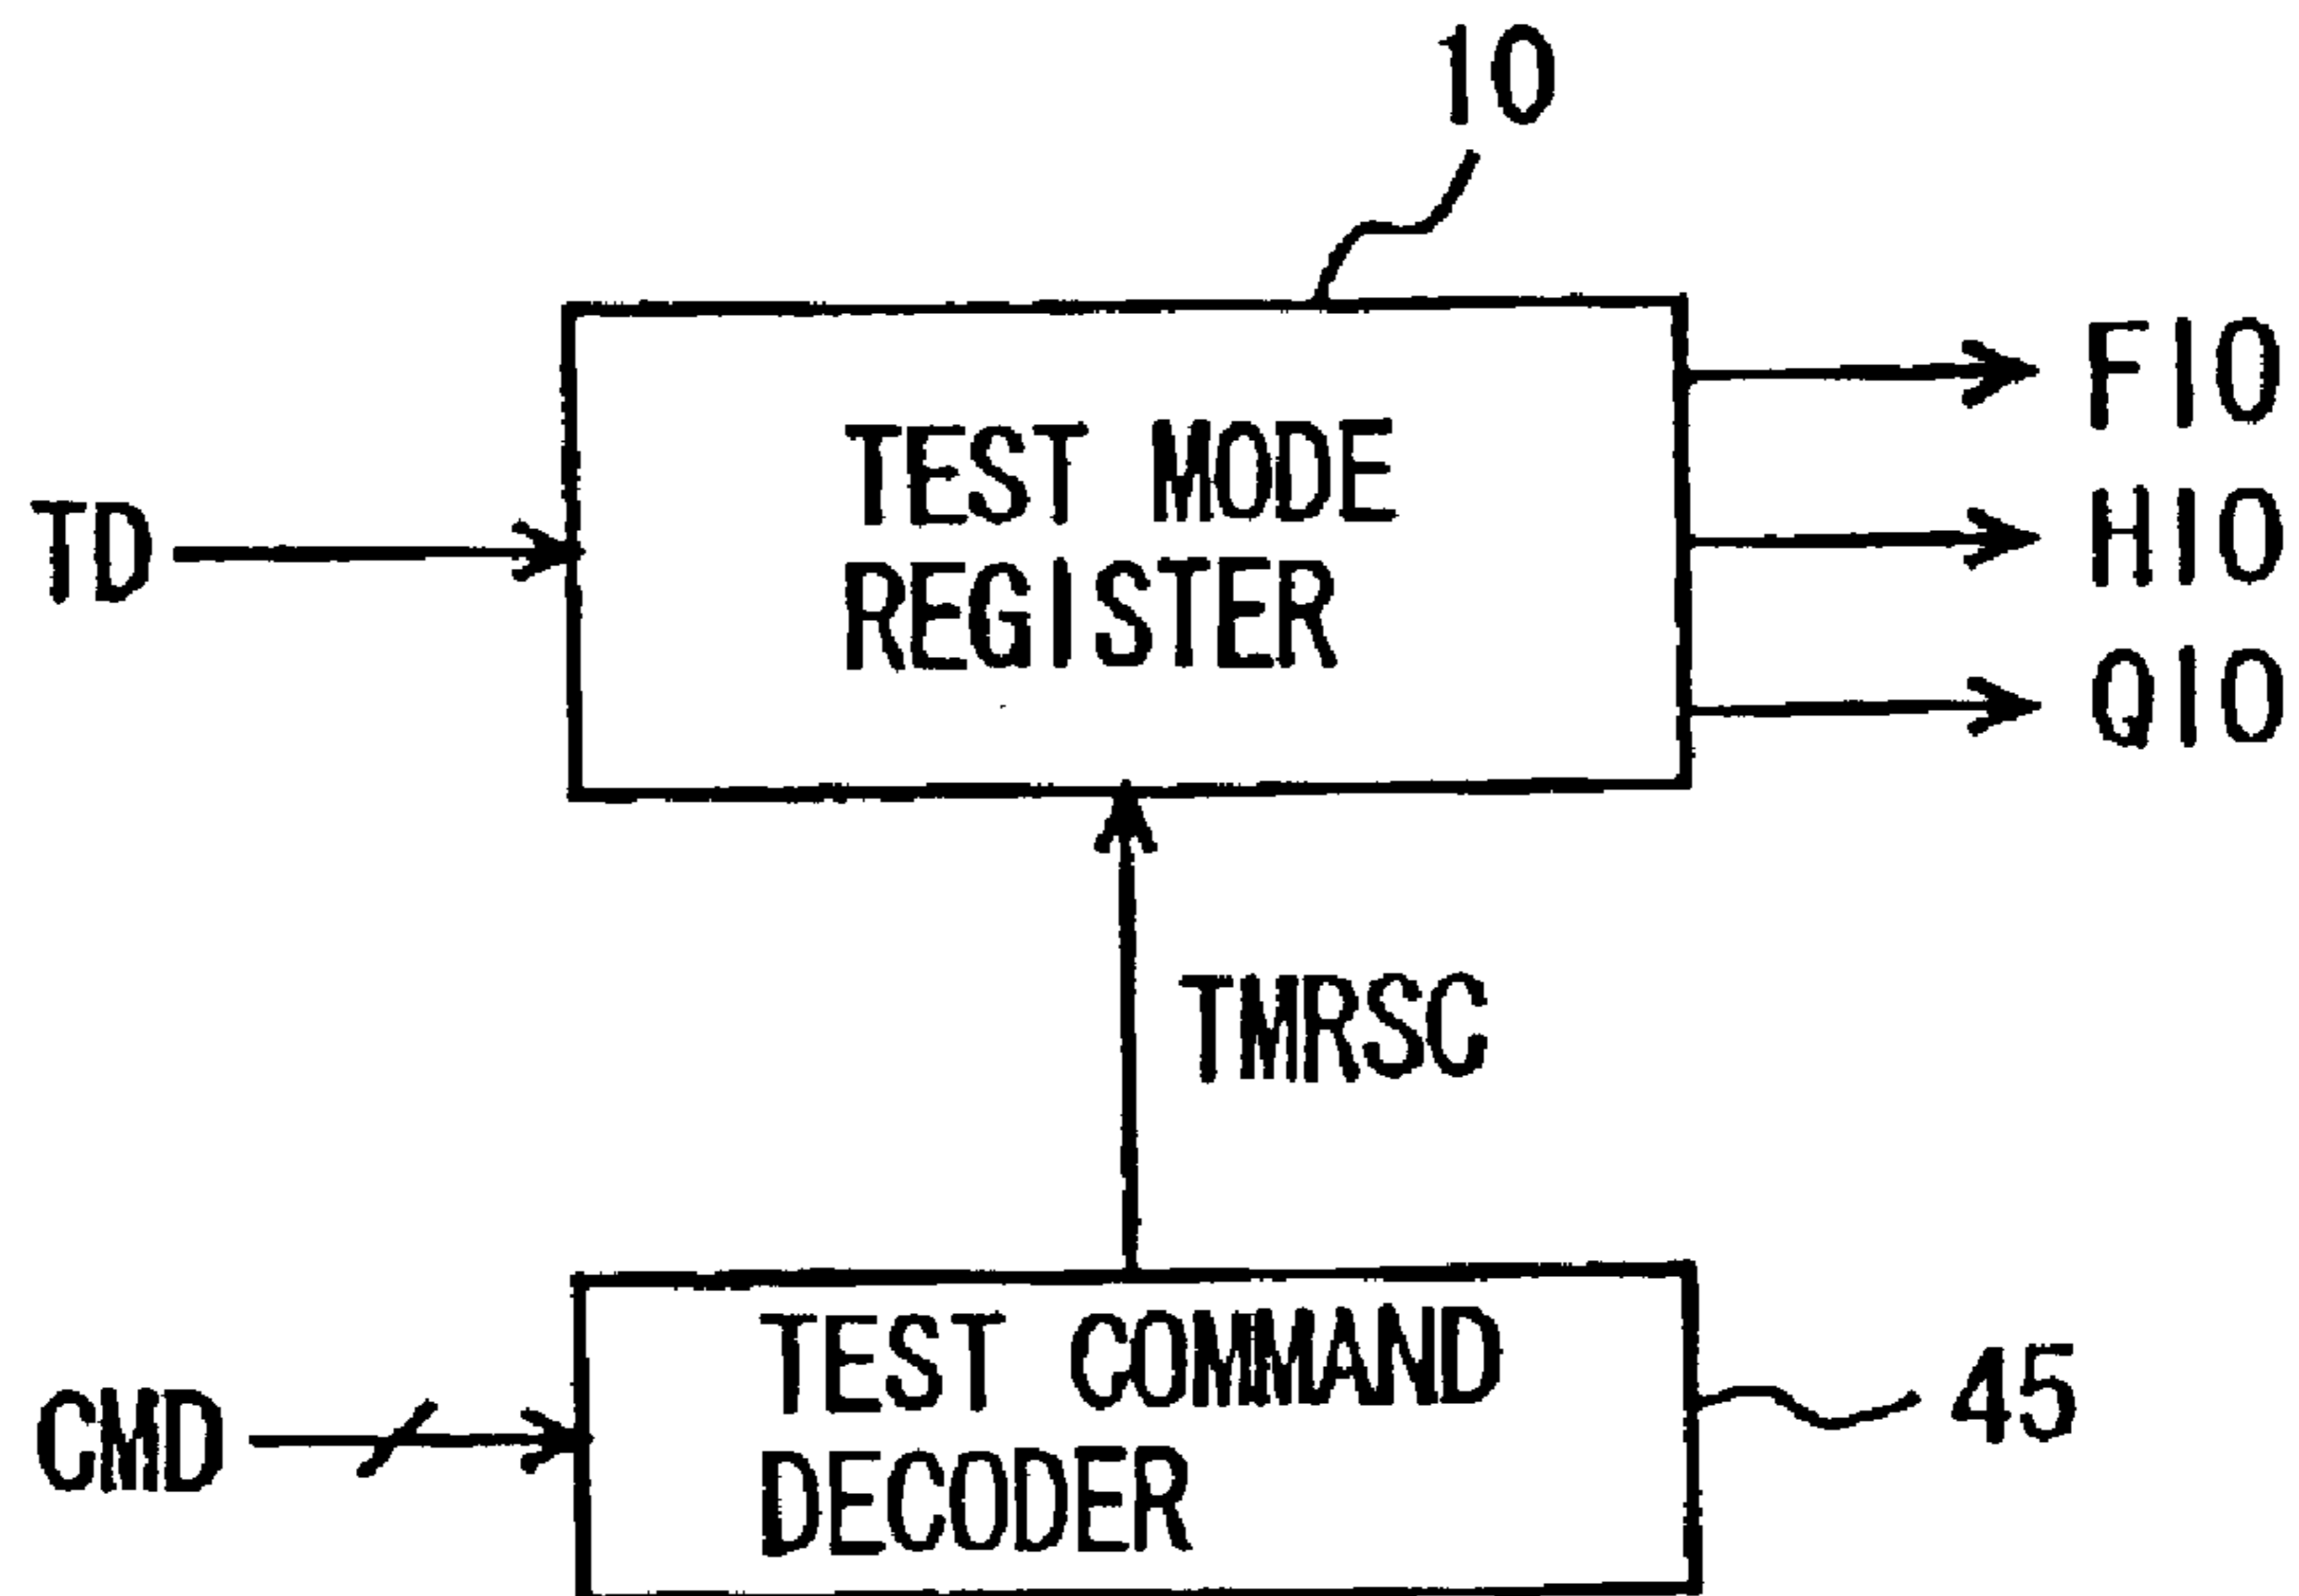 10
FIO
TEST MODE
HIO
TD
REGISTER
QIO
TMRSC
TEST COMMAND
45
CMD
DECODER